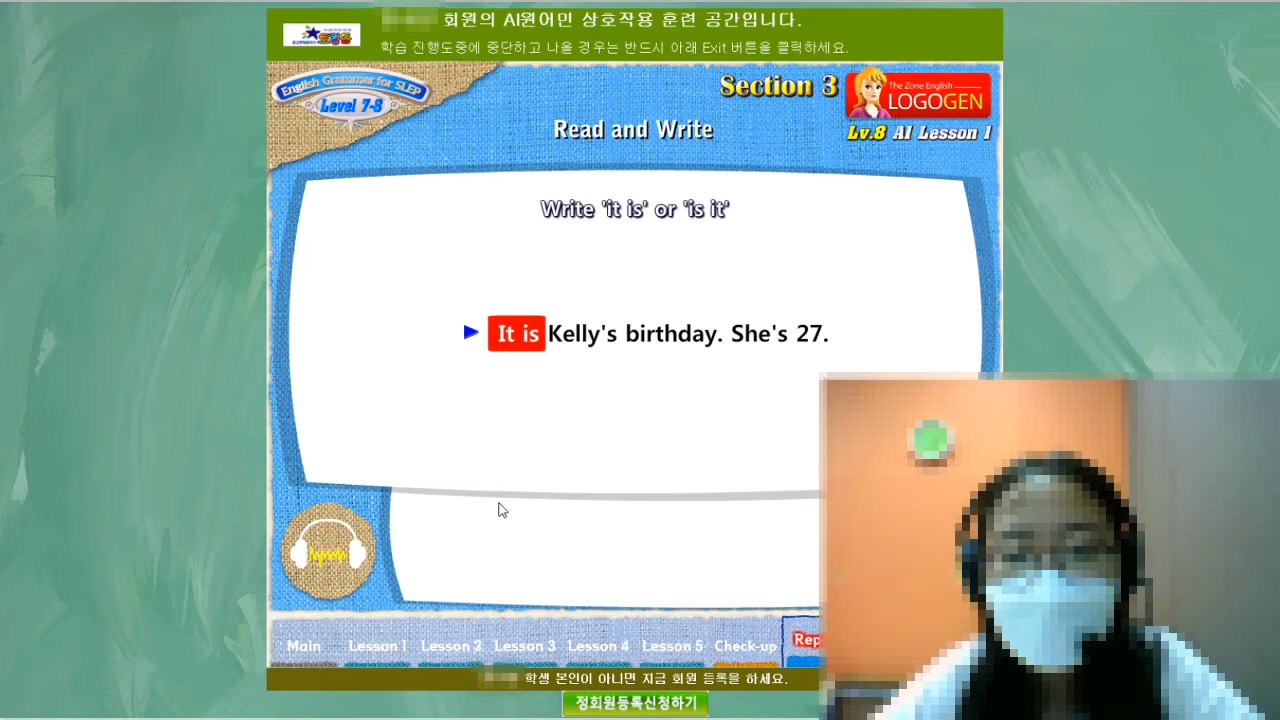 회원의 AI원어민 상호작용 훈련 공간입니다.
학습 진행도중에 중단하고 나올 경우는 반드시 아래 Exit 버튼을 클릭하세요.
English Grammar for SLEP
Level 7-8
Section 3
The Zone English
LOGOGEN
Lv.8 AI Lesson 1
Read and Write
Write 'it is' or 'is it'
It is Kelly's birthday. She's 27.
Main Lesson 1 Lesson 2 Lesson 3 Lesson 4 Lesson 5 Check-up Rep
학생 본인이 아니면 지금 회원 등록을 하세요.
정회원등록신청하기